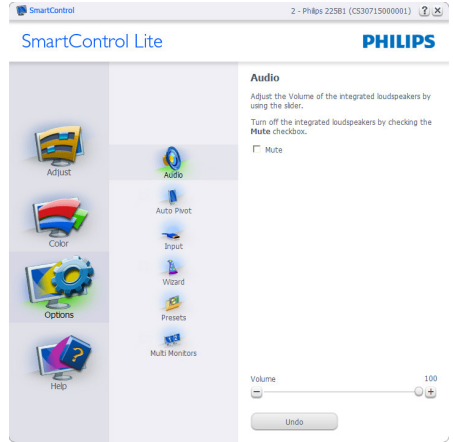 SmartControl
2 - Philips 225B1 (CS30715000001)
SmartControl Lite
PHILIPS
Adjust
Color
Options
Help
Audio
Auto Pivot
Input
Wizard
Presets
Multi Monitors
Audio
Adjust the Volume of the integrated loudspeakers by
using the slider.
Turn off the integrated loudspeakers by checking the
Mute checkbox.
Mute
Volume 100
Undo